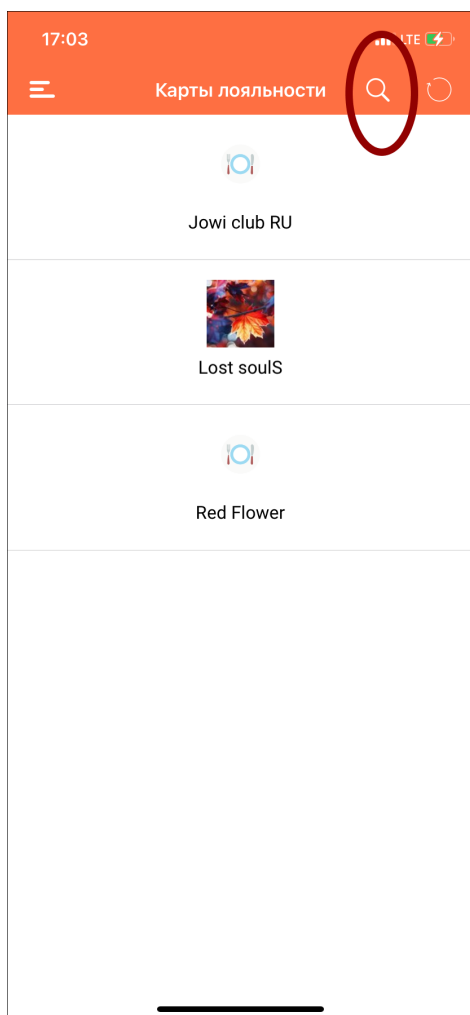 17:03
LTE
Карты лояльности
Jowi club RU
Lost soulS
Red Flower